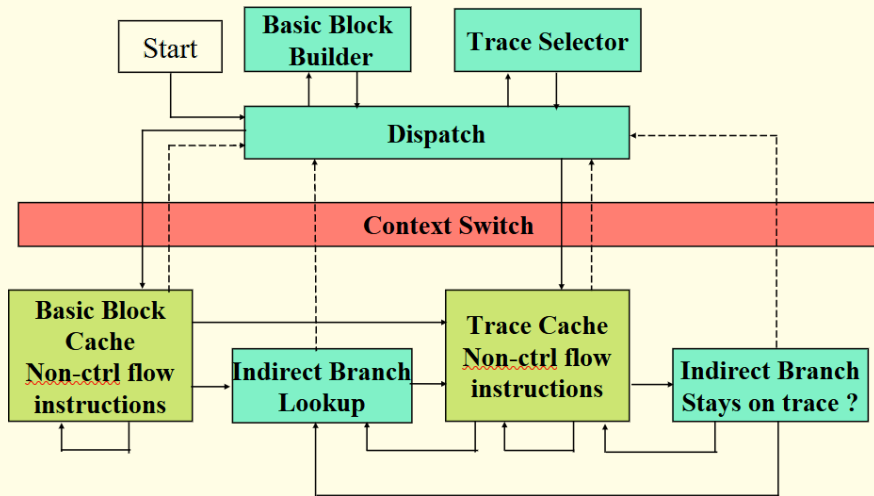 Start
Basic Block
Builder
Trace Selector
Dispatch
Context Switch
Basic Block
Cache
Non-ctrl flow
instructions
Indirect Branch
Lookup
Trace Cache
Non-ctrl flow
instructions
Indirect Branch
Stays on trace ?